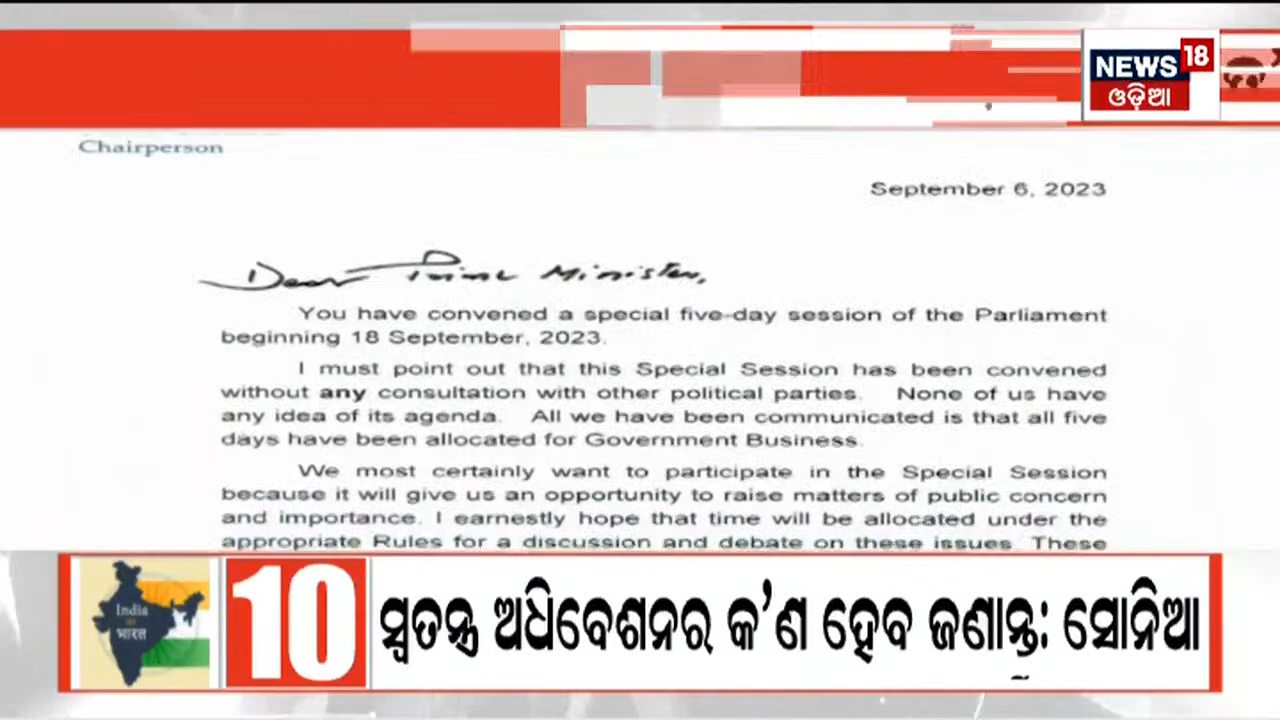 NEWS 18
ଓଡ଼ିଆ
Chairperson
September 6, 2023
Dear Prime Minister,
You have convened a special five-day session of the Parliament
beginning 18 September, 2023.
I must point out that this Special Session has been convened
without any consultation with other political parties. None of us have
any idea of its agenda. All we have been communicated is that all five
days have been allocated for Government Business.
We most certainly want to participate in the Special Session
because it will give us an opportunity to raise matters of public concern
and importance. I earnestly hope that time will be allocated under the
appropriate Rules for a discussion and debate on these issues. These
India
भारत
10
ସ୍ୱତନ୍ତ୍ର ଅଧିବେଶନର କ'ଣ ହେବ ଜଣାନ୍ତୁ: ସୋନିଆ